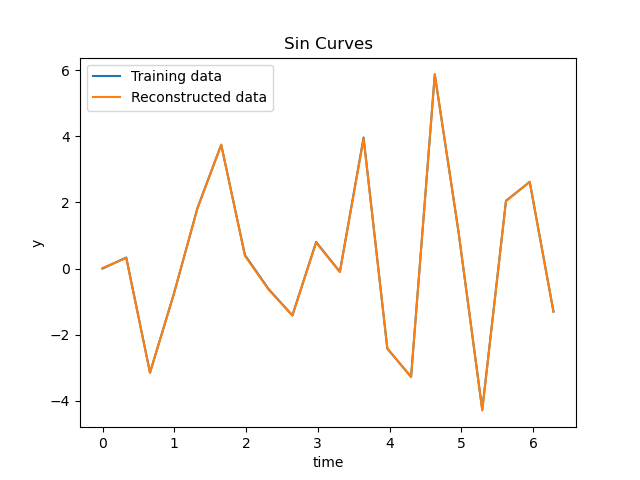 Sin Curves
Training data
Reconstructed data
6
4
2
0
−2
−4
y
0 1 2 3 4 5 6
time